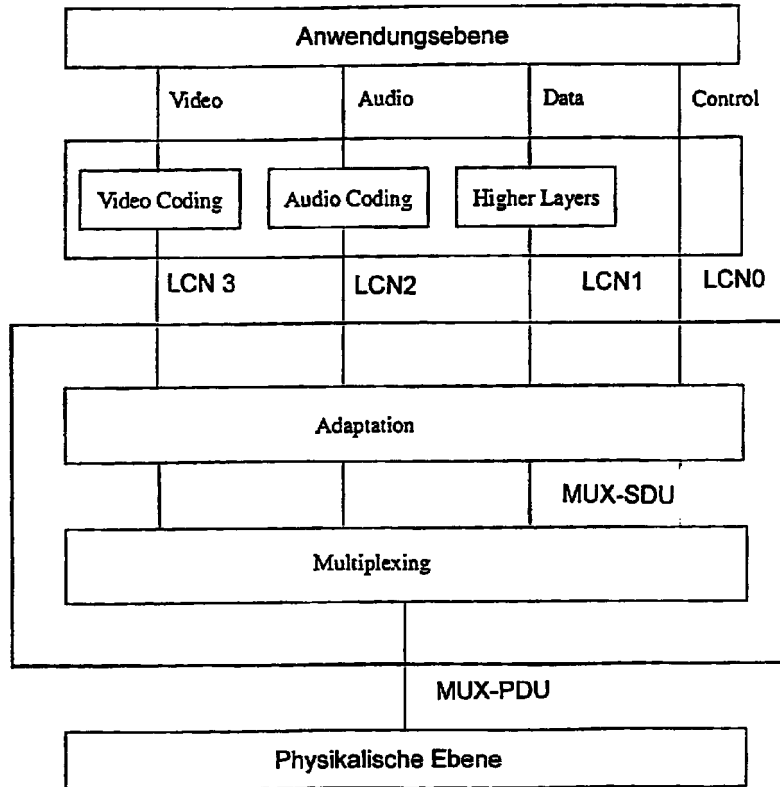 Anwendungsebene
Video Audio Data Control
Video Coding Audio Coding Higher Layers
LCN 3 LCN2 LCN1 LCN0
Adaptation
MUX-SDU
Multiplexing
MUX-PDU
Physikalische Ebene